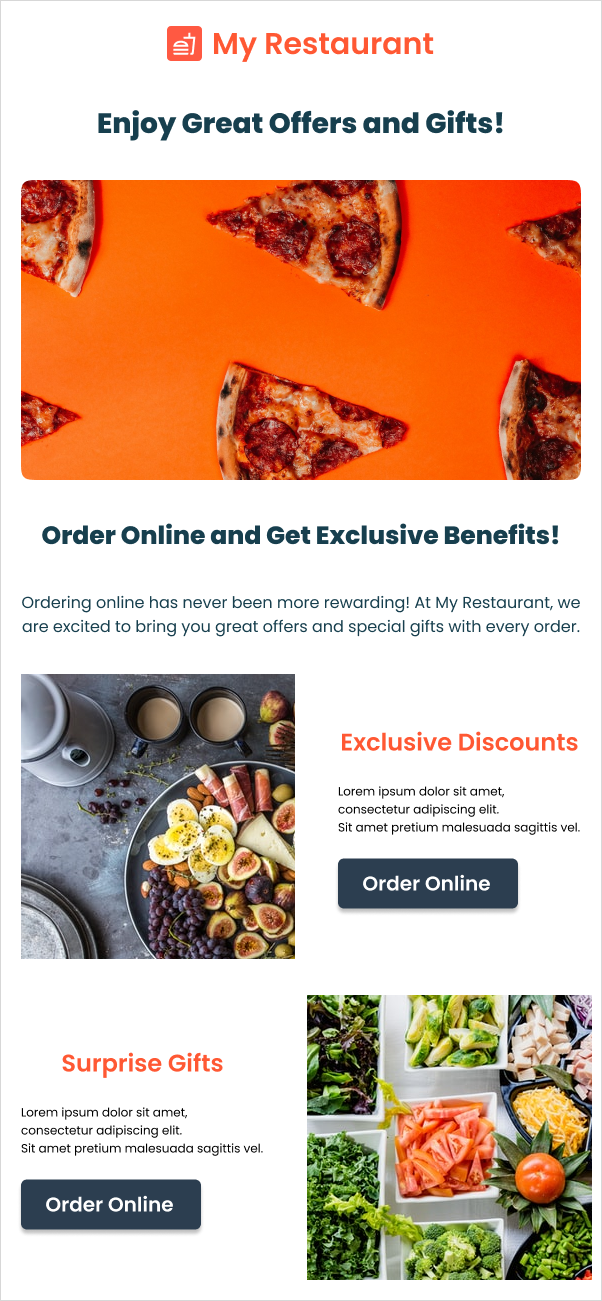 My Restaurant
Enjoy Great Offers and Gifts!
Order Online and Get Exclusive Benefits!
Ordering online has never been more rewarding! At My Restaurant, we
are excited to bring you great offers and special gifts with every order.
Exclusive Discounts
Lorem ipsum dolor sit amet,
consectetur adipiscing elit.
Sit amet pretium malesuada sagittis vel.
Order Online
Surprise Gifts
Lorem ipsum dolor sit amet,
consectetur adipiscing elit.
Sit amet pretium malesuada sagittis vel.
Order Online